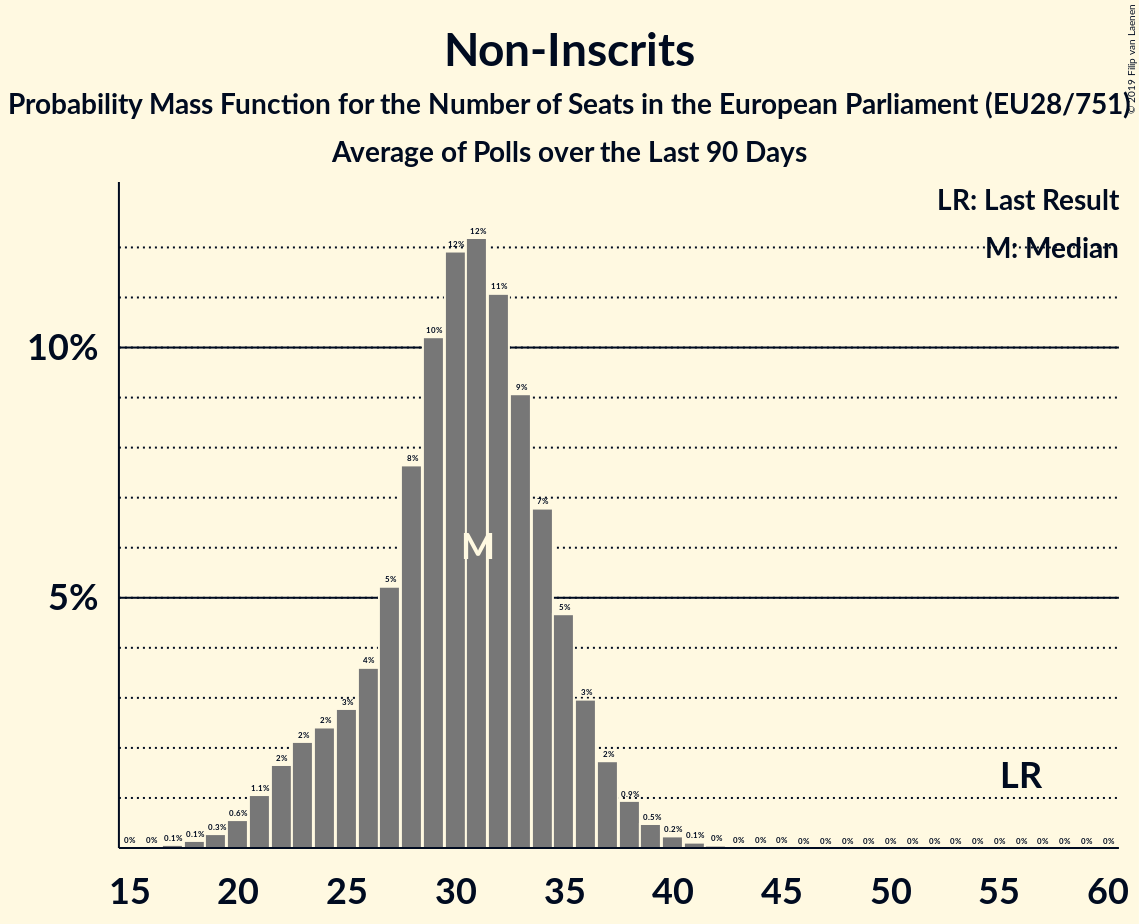 Non-Inscrits
Probability Mass Function for the Number of Seats in the European Parliament (EU28/751)
Average of Polls over the Last 90 Days
© 2019 Filip van Laenen
LR: Last Result
M: Median
10%
5%
0% 0% 0.1% 0.1% 0.3% 0.6% 1.1% 2% 2% 2% 3% 4% 5% 8% 10% 12% 12% 11% 9% 7% 5% 3% 2% 0.9% 0.5% 0.2% 0.1% 0% 0% 0% 0% 0% 0% 0% 0% 0% 0% 0% 0% 0% 0% 0% 0% 0% 0% 0%
M
LR
15 20 25 30 35 40 45 50 55 60